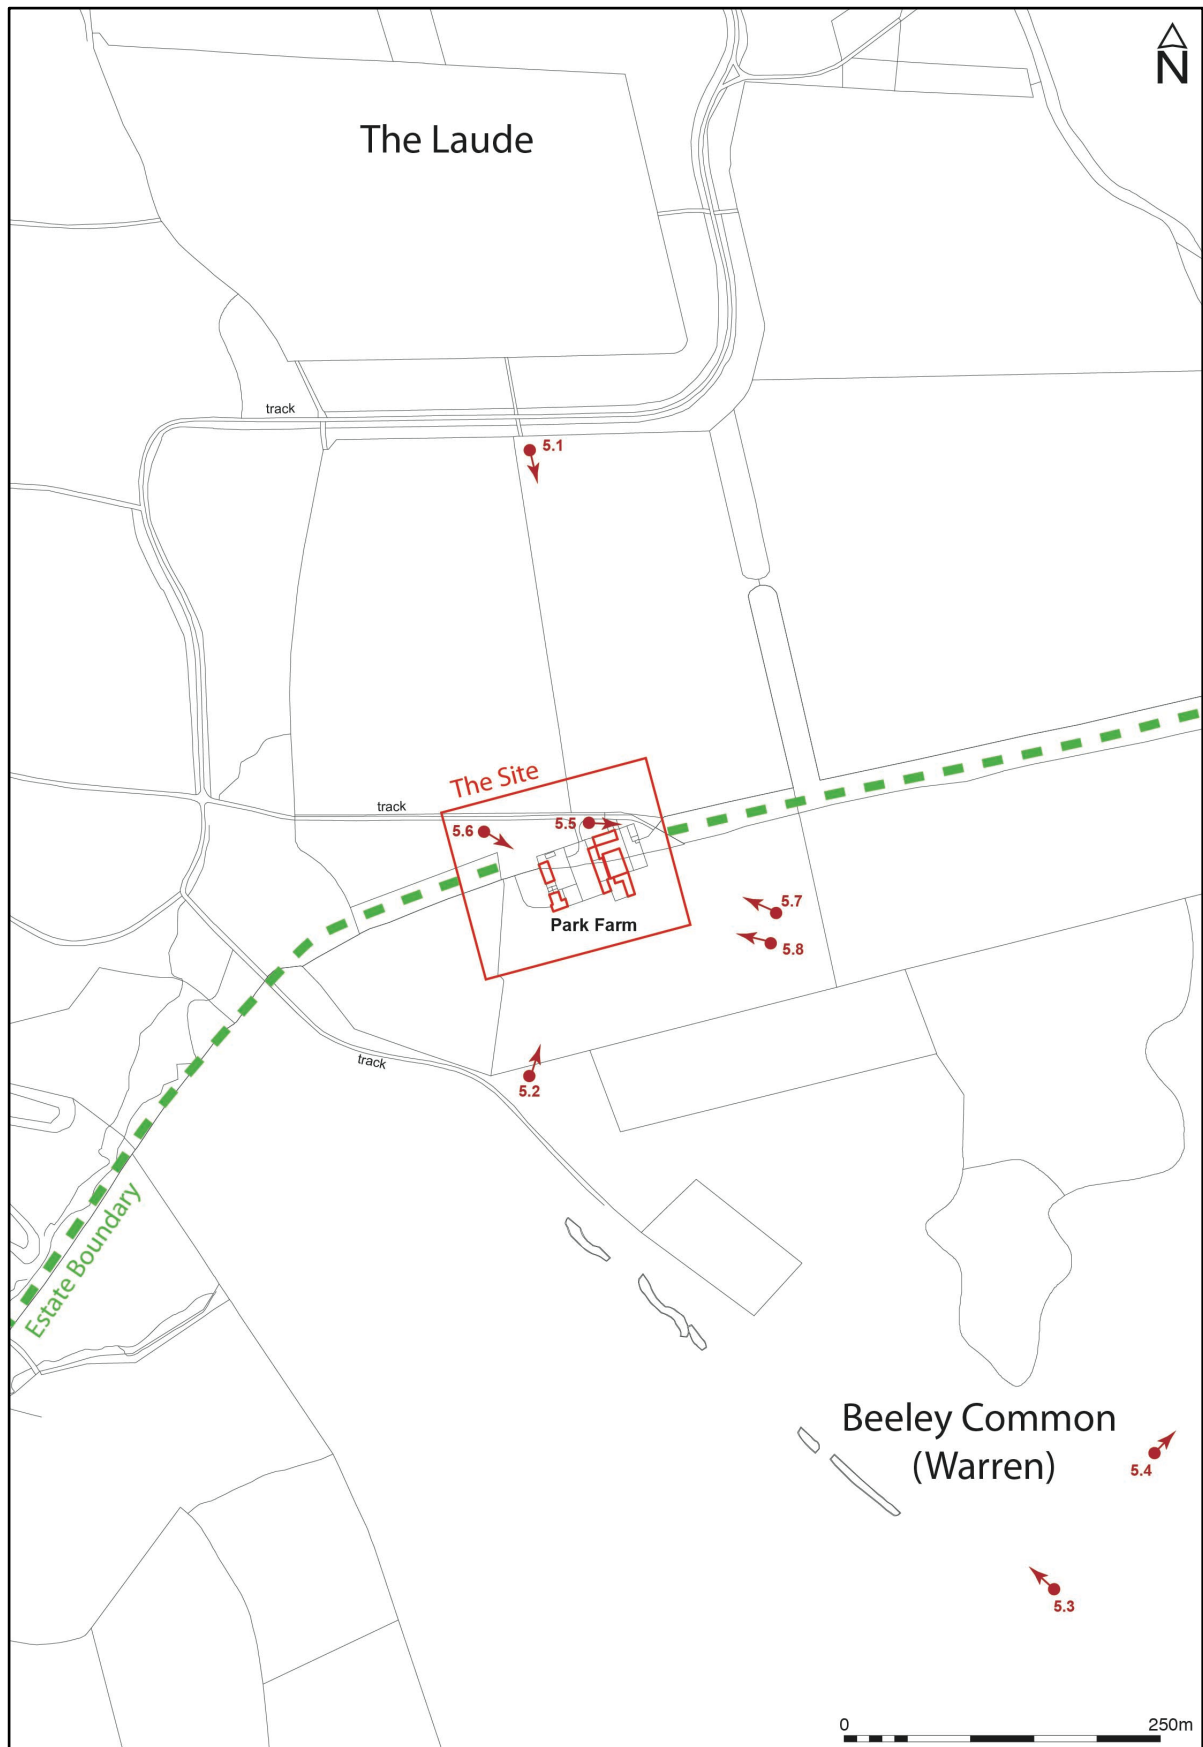 N
The Laude
track
5.1
The Site
track
5.6
5.5
5.7
Park Farm
5.8
track
5.2
Estate Boundary
Beeley Common
(Warren)
5.4
5.3
0 250m